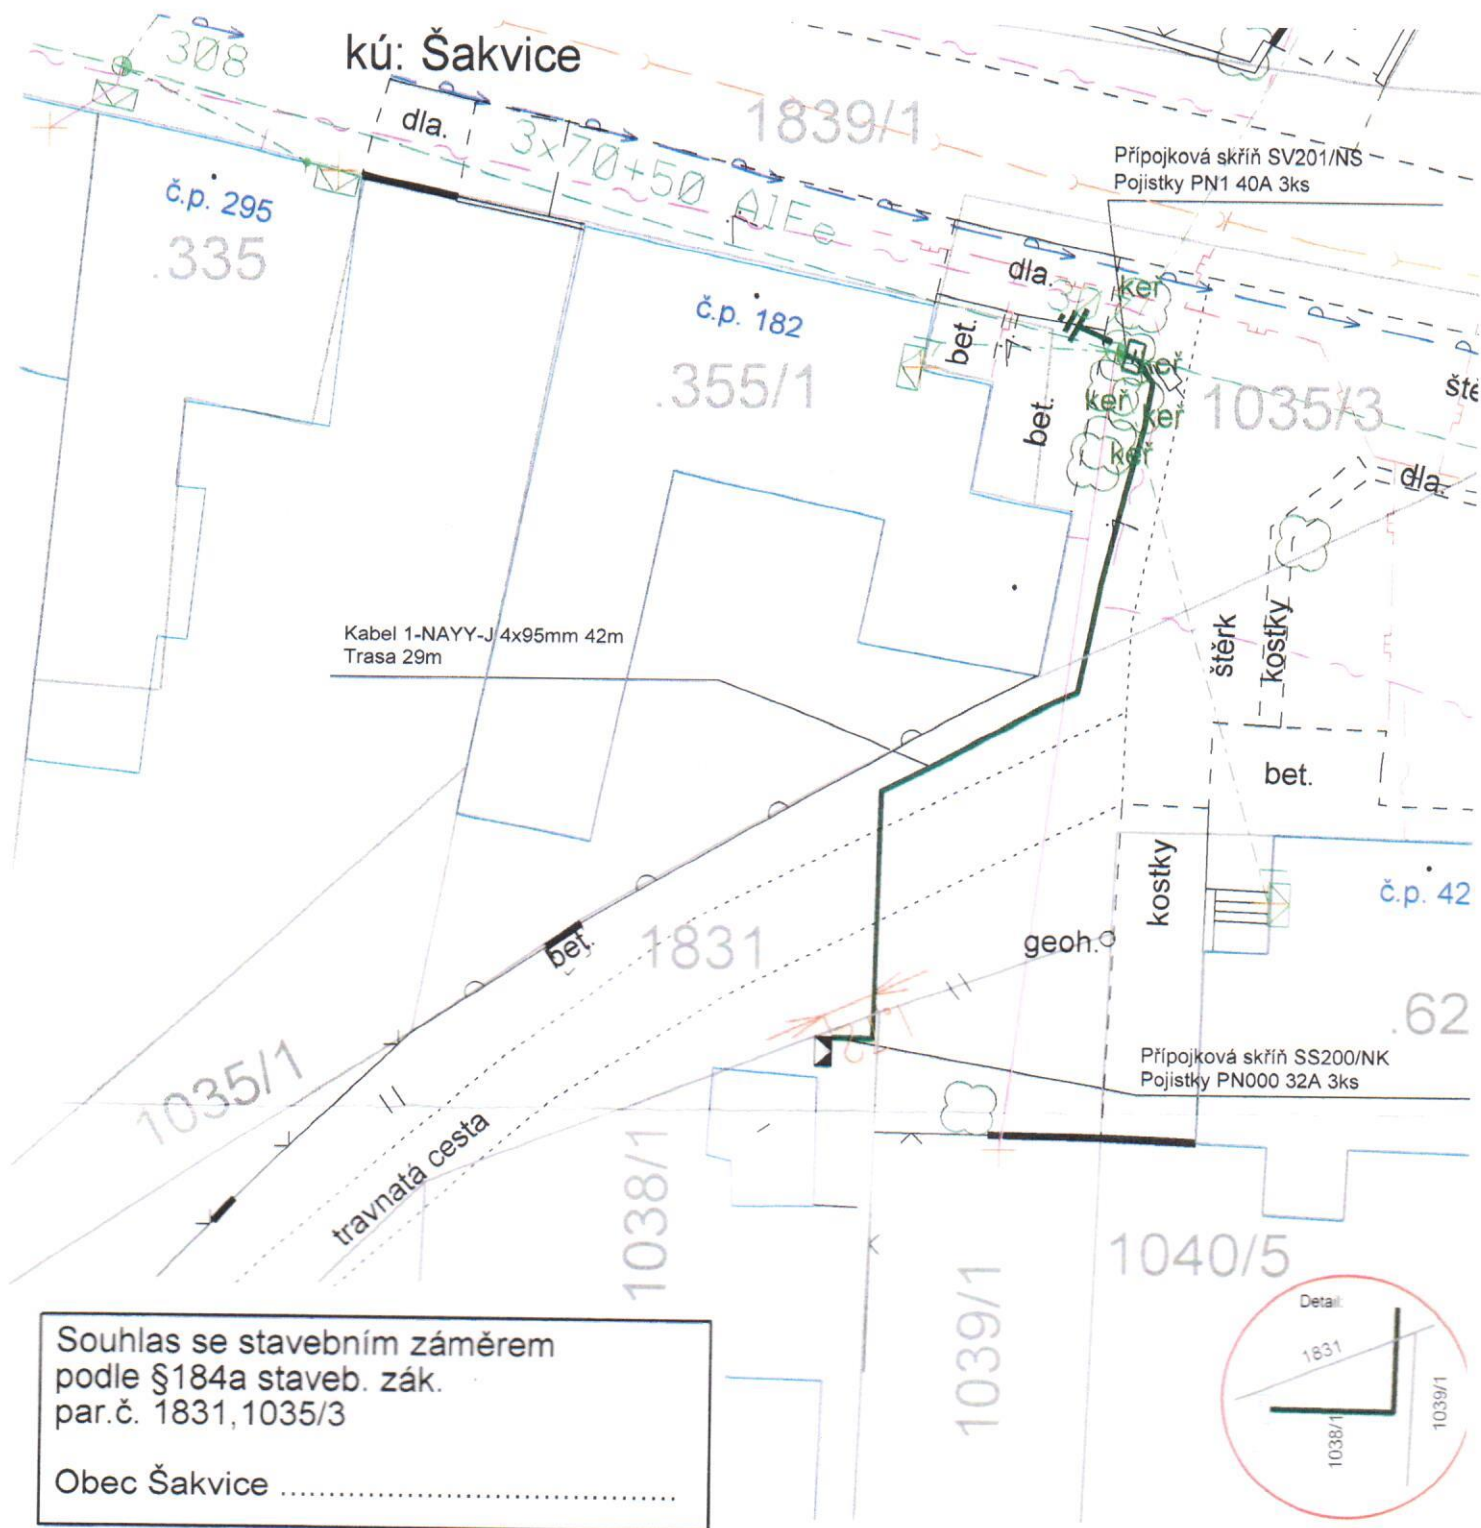 308
kú: Šakvice
dla.
3x70+50 AlFe
1839/1
Přípojková skříň SV201/NS
Pojistky PN1 40A 3ks
č.p. 295
.335
č.p. 182
.355/1
dla.
keř
bet.
bet.
keř
keř
keř
keř
1035/3
dla.
Kabel 1-NAYY-J 4x95mm 42m
Trasa 29m
štěrk
kostky
bet.
kostky
č.p. 42
bet.
1831
geoh.
.62
Přípojková skříň SS200/NK
Pojistky PN000 32A 3ks
1035/1
travnatá cesta
1038/1
1039/1
1040/5
Detail:
1831
1038/1
1039/1
Souhlas se stavebním záměrem
podle §184a staveb. zák.
par.č. 1831,1035/3
Obec Šakvice ........................................